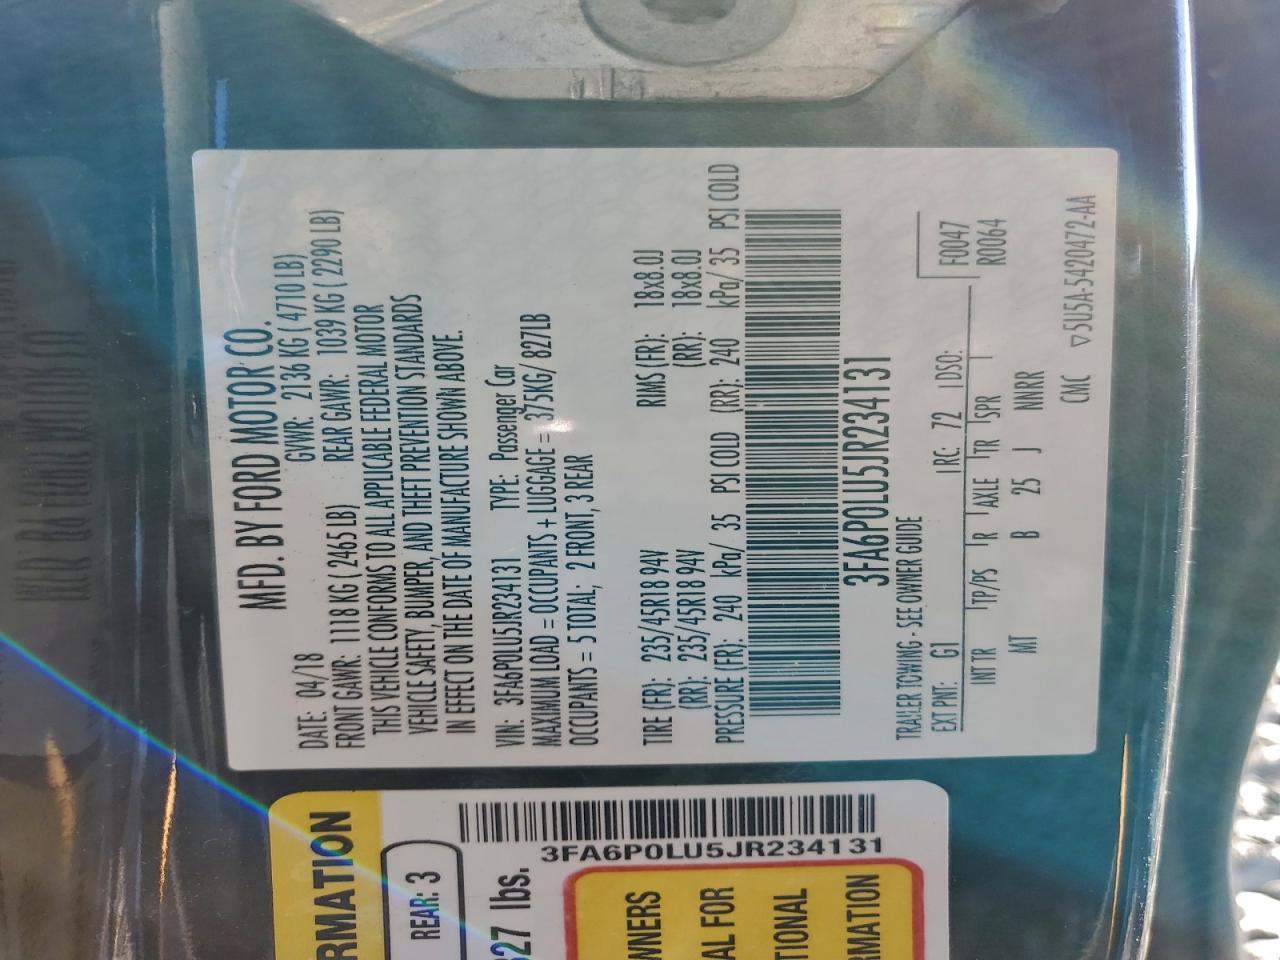 MFD. BY FORD MOTOR CO.
DATE: 04/18 GVWR: 2136 KG ( 4710 LB)
FRONT GAWR: 1118 KG ( 2465 LB) REAR GAWR: 1039 KG ( 2290 LB)
THIS VEHICLE CONFORMS TO ALL APPLICABLE FEDERAL MOTOR
VEHICLE SAFETY, BUMPER, AND THEFT PREVENTION STANDARDS
IN EFFECT ON THE DATE OF MANUFACTURE SHOWN ABOVE.
VIN: 3FA6P0LU5JR234131 TYPE: Passenger Car
MAXIMUM LOAD = OCCUPANTS + LUGGAGE = 375KG/ 827LB
OCCUPANTS = 5 TOTAL; 2 FRONT, 3 REAR
TIRE (FR): 235/45R18 94V RIMS (FR): 18x8.0J
(RR): 235/45R18 94V (RR): 18x8.0J
PRESSURE (FR): 240 kPa/ 35 PSI COLD (RR): 240 kPa/ 35 PSI COLD
3FA6P0LU5JR234131
TRAILER TOWING - SEE OWNER GUIDE
EXT PNT: G1 RC: 72 DSO: F0047
R0064
INT TR TP/PS R AXLE TR SPR
MT B 25 J NNRR
CMC ▽5U5A-5420472-AA
RMATION
REAR: 3
327 lbs.
3FA6P0LU5JR234131
NNERS
AL FOR
TIONAL
RMATION